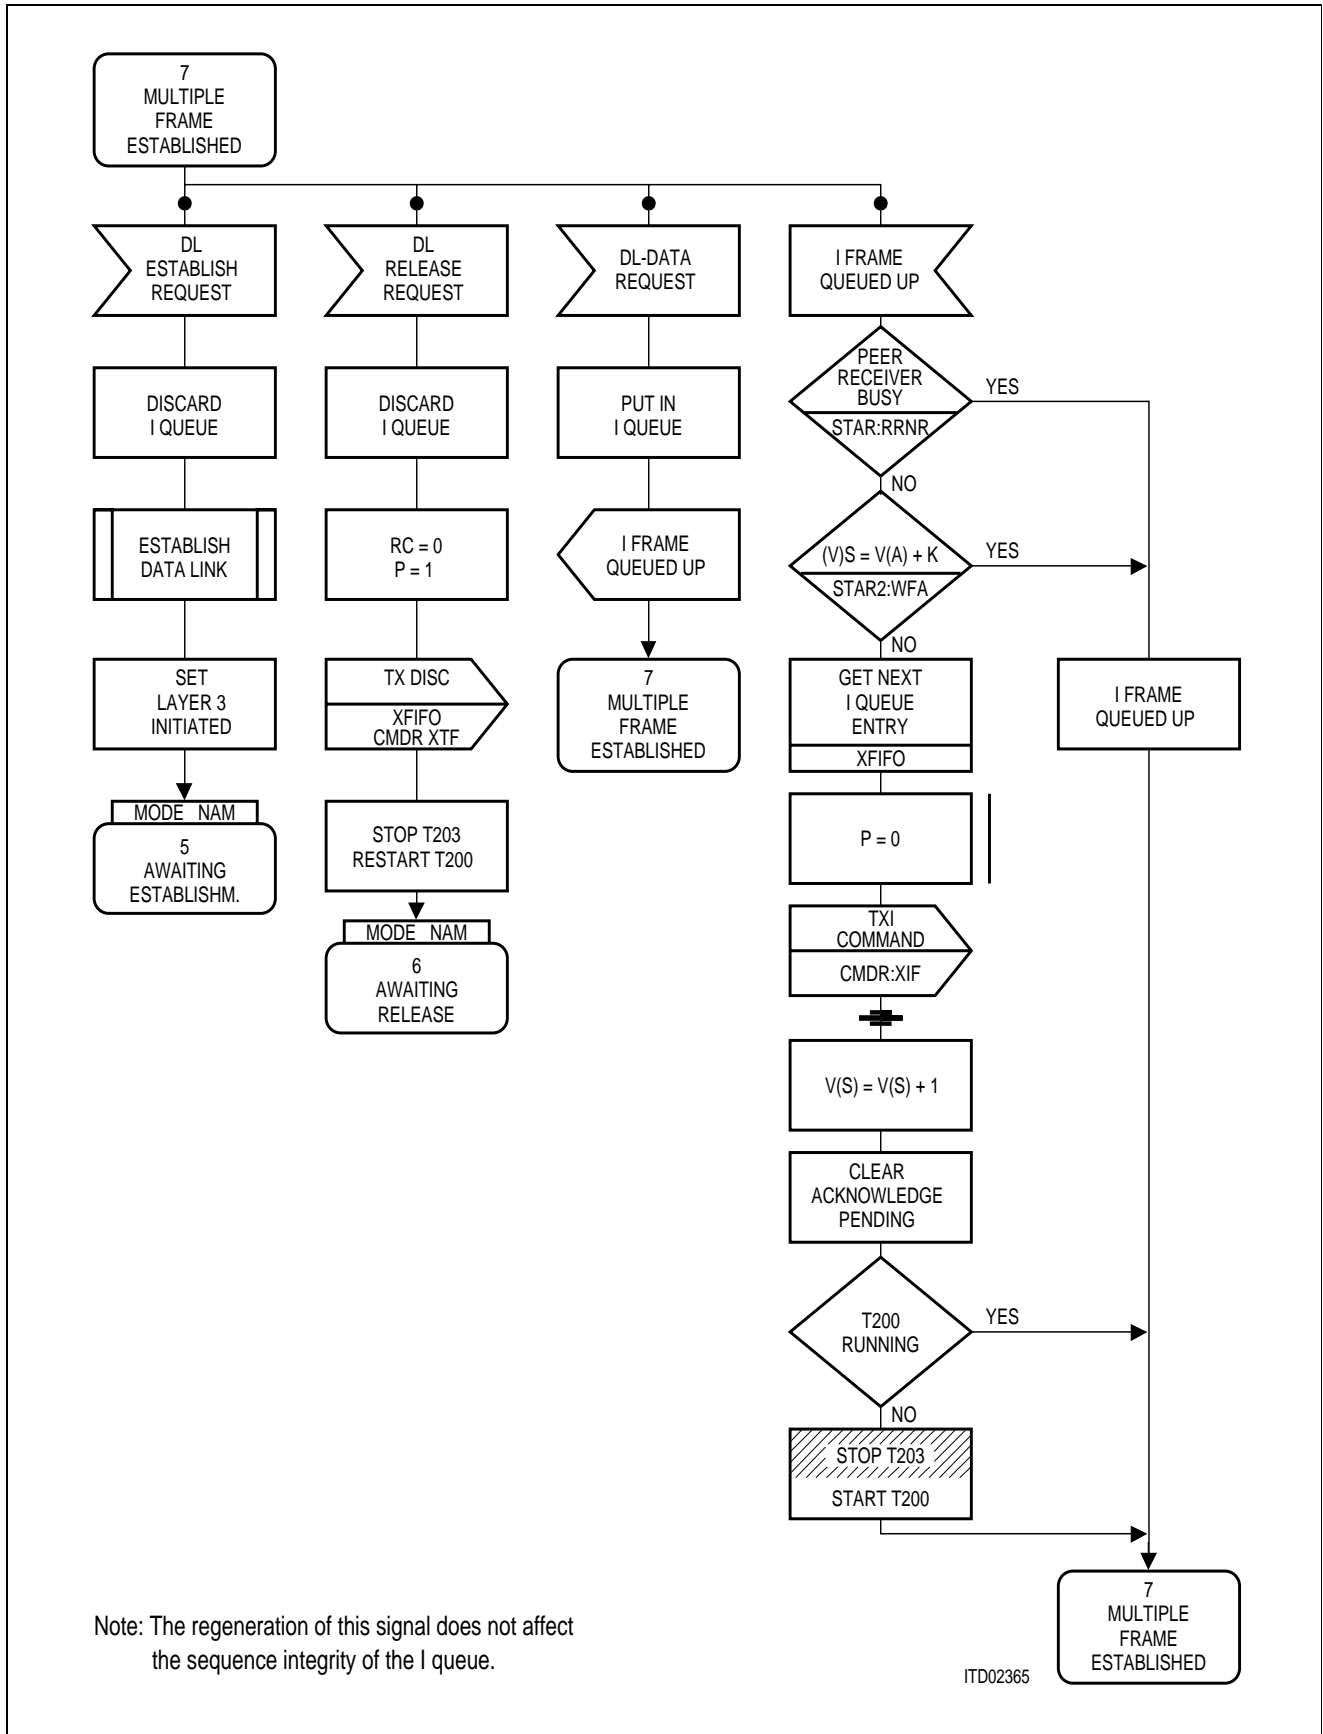 7
MULTIPLE
FRAME
ESTABLISHED
DL
ESTABLISH
REQUEST
DISCARD
I QUEUE
ESTABLISH
DATA LINK
SET
LAYER 3
INITIATED
MODE NAM
5
AWAITING
ESTABLISHM.
DL
RELEASE
REQUEST
DISCARD
I QUEUE
RC = 0
P = 1
TX DISC
XFIFO
CMDR XTF
STOP T203
RESTART T200
MODE NAM
6
AWAITING
RELEASE
DL-DATA
REQUEST
PUT IN
I QUEUE
I FRAME
QUEUED UP
7
MULTIPLE
FRAME
ESTABLISHED
I FRAME
QUEUED UP
PEER
RECEIVER
BUSY
STAR:RRNR
YES
NO
(V)S = V(A) + K
STAR2:WFA
YES
NO
GET NEXT
I QUEUE
ENTRY
XFIFO
I FRAME
QUEUED UP
P = 0
TXI
COMMAND
CMDR:XIF
V(S) = V(S) + 1
CLEAR
ACKNOWLEDGE
PENDING
T200
RUNNING
YES
NO
STOP T203
START T200
7
MULTIPLE
FRAME
ESTABLISHED
Note: The regeneration of this signal does not affect
the sequence integrity of the I queue.
ITD02365